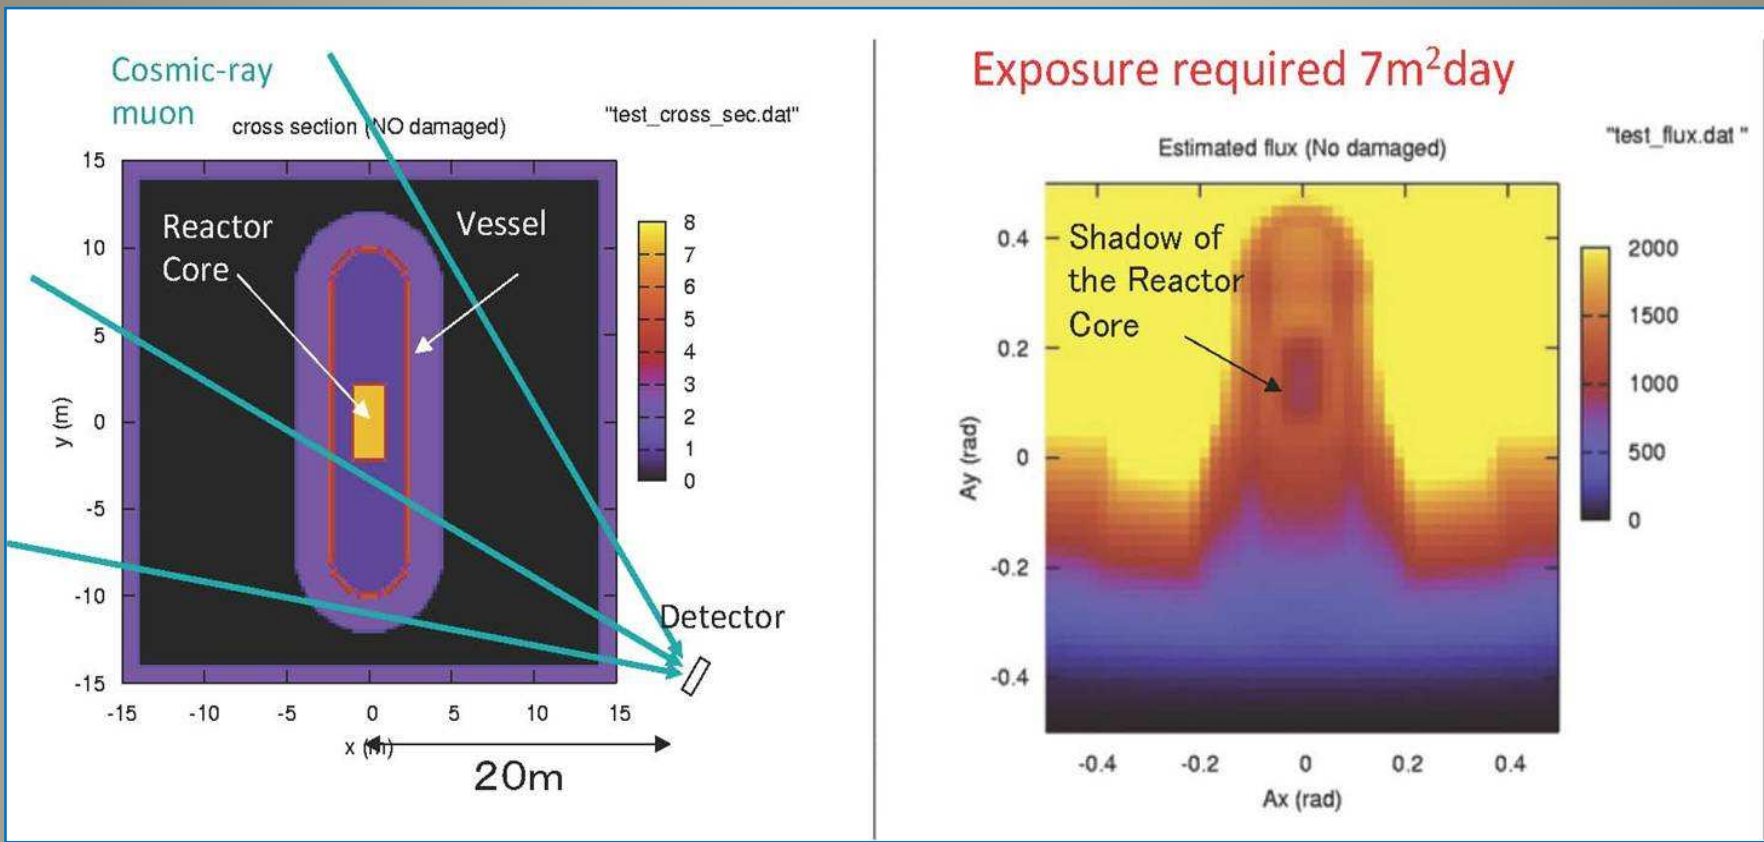 Cosmic-ray
muon
cross section (NO damaged)
"test_cross_sec.dat"
Reactor
Core
Vessel
15
10
5
0
-5
-10
-15
y (m)
-15
-10
-5
0
5
10
15
x (m)
8
7
6
5
4
3
2
1
0
Detector
20m
Exposure required 7m²day
"test_flux.dat "
Estimated flux (No damaged)
Shadow of
the Reactor
Core
0.4
0.2
0
-0.2
-0.4
Ay (rad)
-0.4
-0.2
0
0.2
0.4
Ax (rad)
2000
1500
1000
500
0